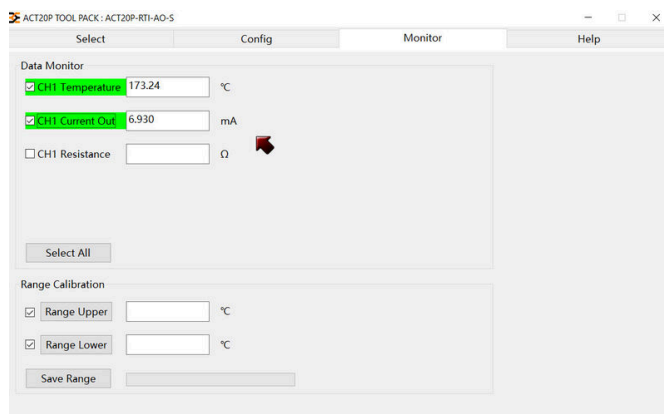 ACT20P TOOL PACK : ACT20P-RTI-AO-S
Select Config Monitor Help
Data Monitor
CH1 Temperature 173.24 ℃
CH1 Current Out 6.930 mA
CH1 Resistance Ω
Select All
Range Calibration
Range Upper ℃
Range Lower ℃
Save Range